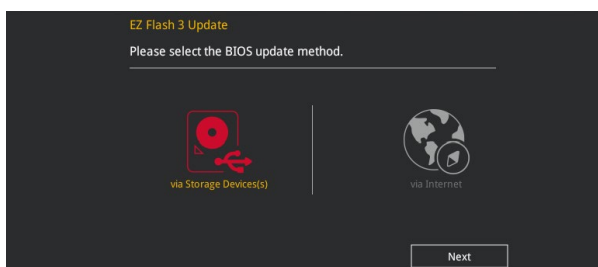 EZ Flash 3 Update
Please select the BIOS update method.
via Storage Devices(s)
via Internet
Next